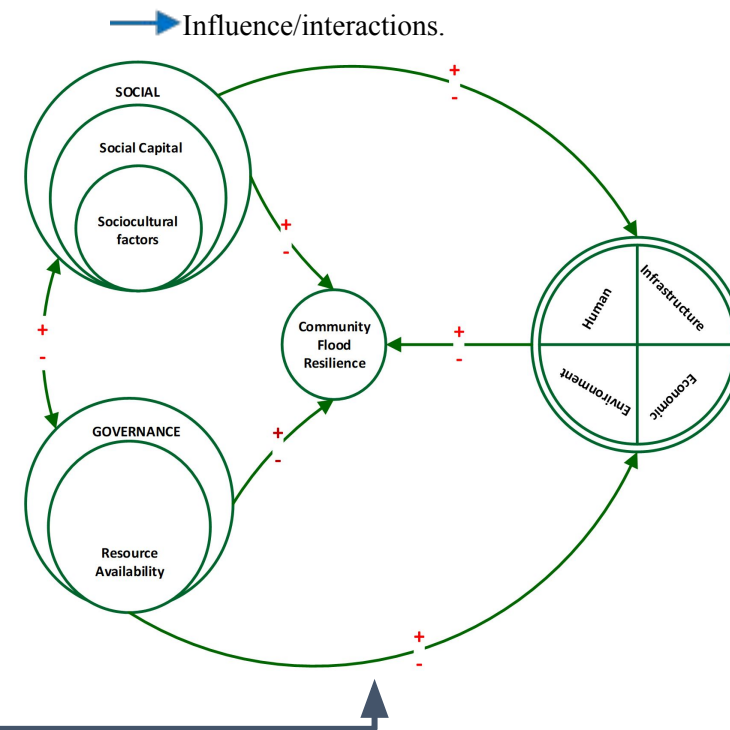 Influence/interactions.
+
-
SOCIAL
Social Capital
Sociocultural
factors
+
-
Human
Infrastructure
Community
Flood
Resilience
+
-
+
-
Environment
Economic
GOVERNANCE
+
-
Resource
Availability
+
-